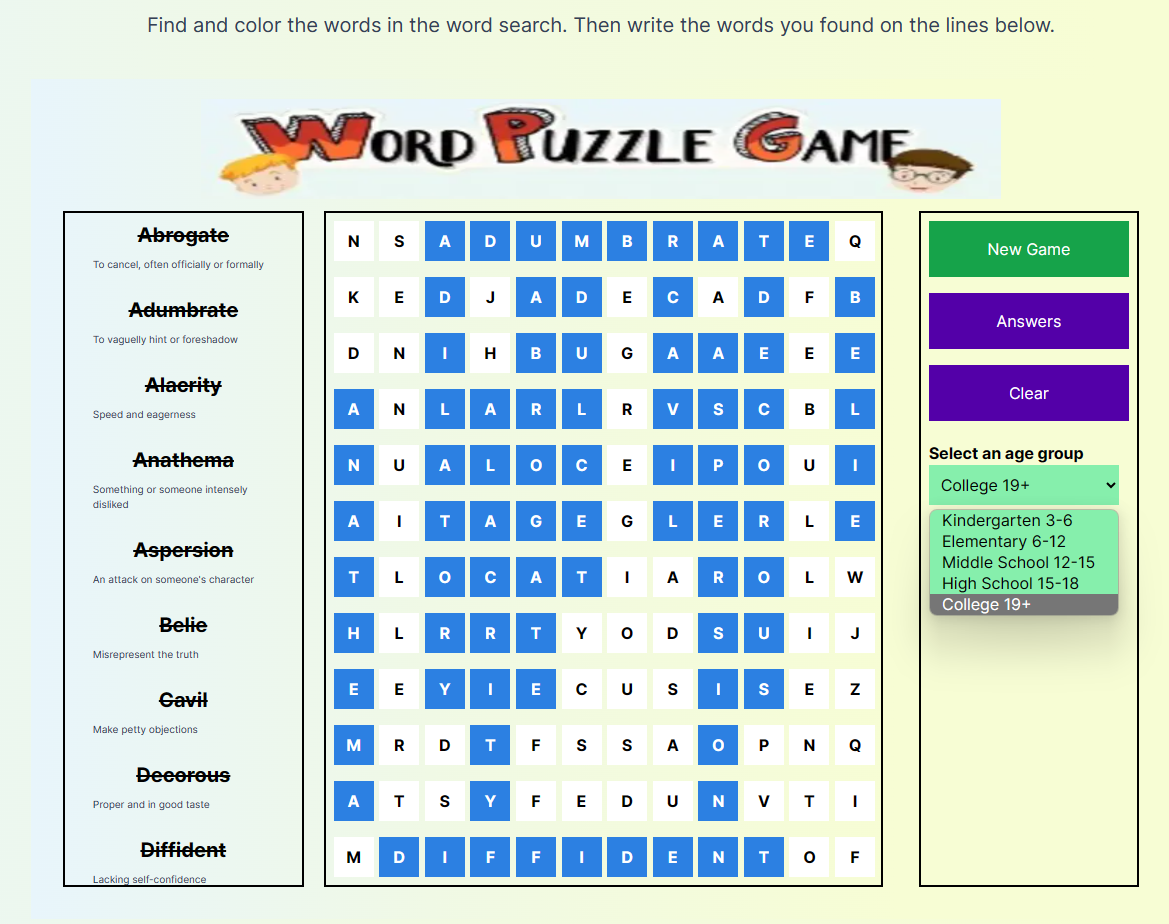 Find and color the words in the word search. Then write the words you found on the lines below.
WORD PUZZLE GAME
Abrogate
To cancel, often officially or formally
Adumbrate
To vaguely hint or foreshadow
Alacrity
Speed and eagerness
Anathema
Something or someone intensely
disliked
Aspersion
An attack on someone's character
Belie
Misrepresent the truth
Cavil
Make petty objections
Decorous
Proper and in good taste
Diffident
Lacking self-confidence
N S A D U M B R A T E Q
K E D J A D E C A D F B
D N I H B U G A A E E E
A N L A R L R V S C B L
N U A L O C E I P O U I
A I T A G E G L E R L E
T L O C A T I A R O L W
H L R R T Y O D S U I J
E E Y I E C U S I S E Z
M R D T F S S A O P N Q
A T S Y F E D U N V T I
M D I F F I D E N T O F
New Game
Answers
Clear
Select an age group
College 19+
Kindergarten 3-6
Elementary 6-12
Middle School 12-15
High School 15-18
College 19+